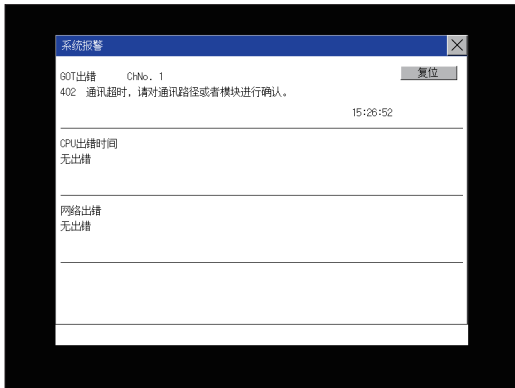 系统报警
GOT出错 ChNo. 1
复位
402 通讯超时，请对通讯路径或者模块进行确认。
15:26:52
CPU出错时间
无出错
网络出错
无出错